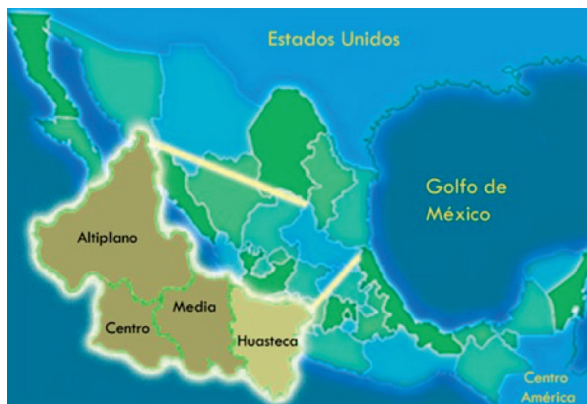 Estados Unidos
Golfo de
México
Altiplano
Media
Centro
Huasteca
Centro
América